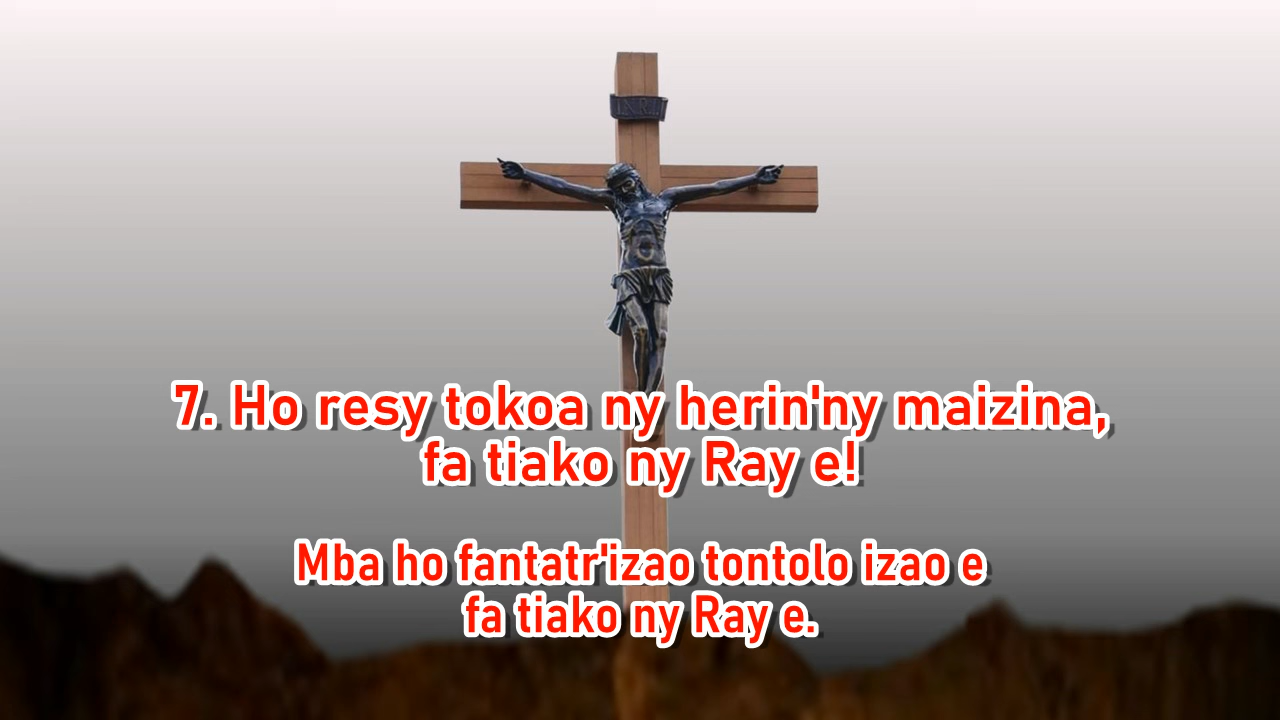 I.N.R.I.
7. Ho resy tokoa ny herin'ny maizina,
fa tiako ny Ray e!
Mba ho fantatr'izao tontolo izao e
fa tiako ny Ray e.